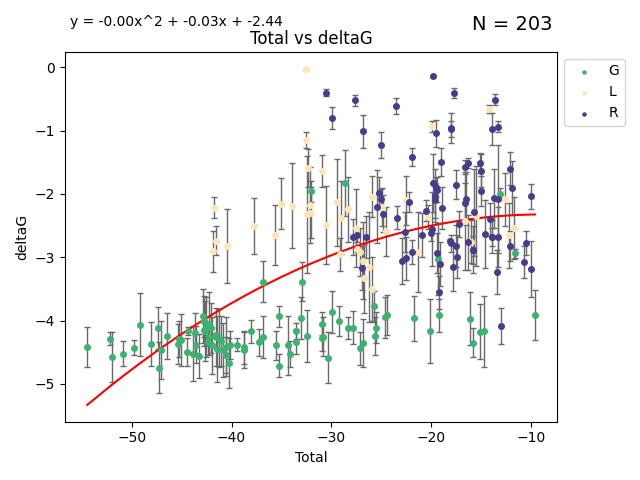 y = -0.00x^2 + -0.03x + -2.44
N = 203
Total vs deltaG
0
−1
−2
−3
−4
−5
deltaG
−50
−40
−30
−20
−10
Total
G
L
R